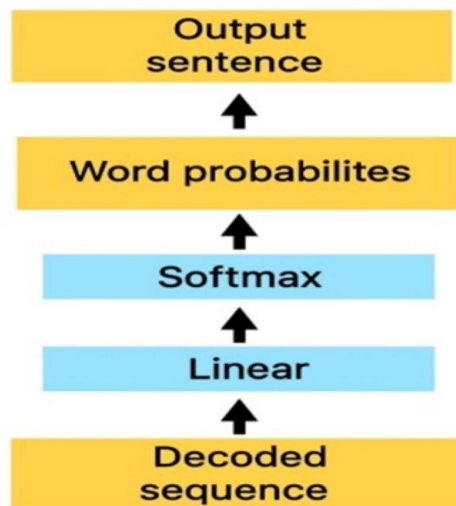 Output
sentence
Word probabilites
Softmax
Linear
Decoded
sequence